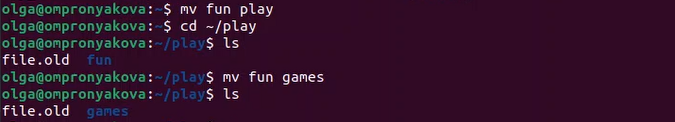 olga@ompronyakova:~$ mv fun play
olga@ompronyakova:~$ cd ~/play
olga@ompronyakova:~/play$ ls
file.old  fun
olga@ompronyakova:~/play$ mv fun games
olga@ompronyakova:~/play$ ls
file.old  games